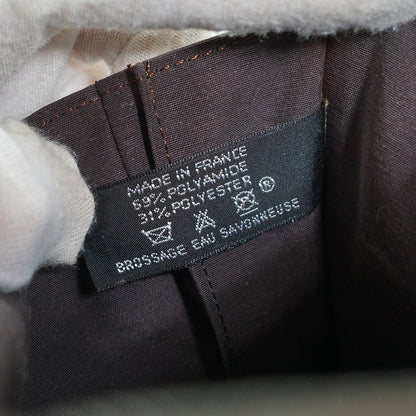 MADE IN FRANCE
69% POLYAMIDE
31% POLYESTER
®
BROSSAGE EAU SAVONNEUSE